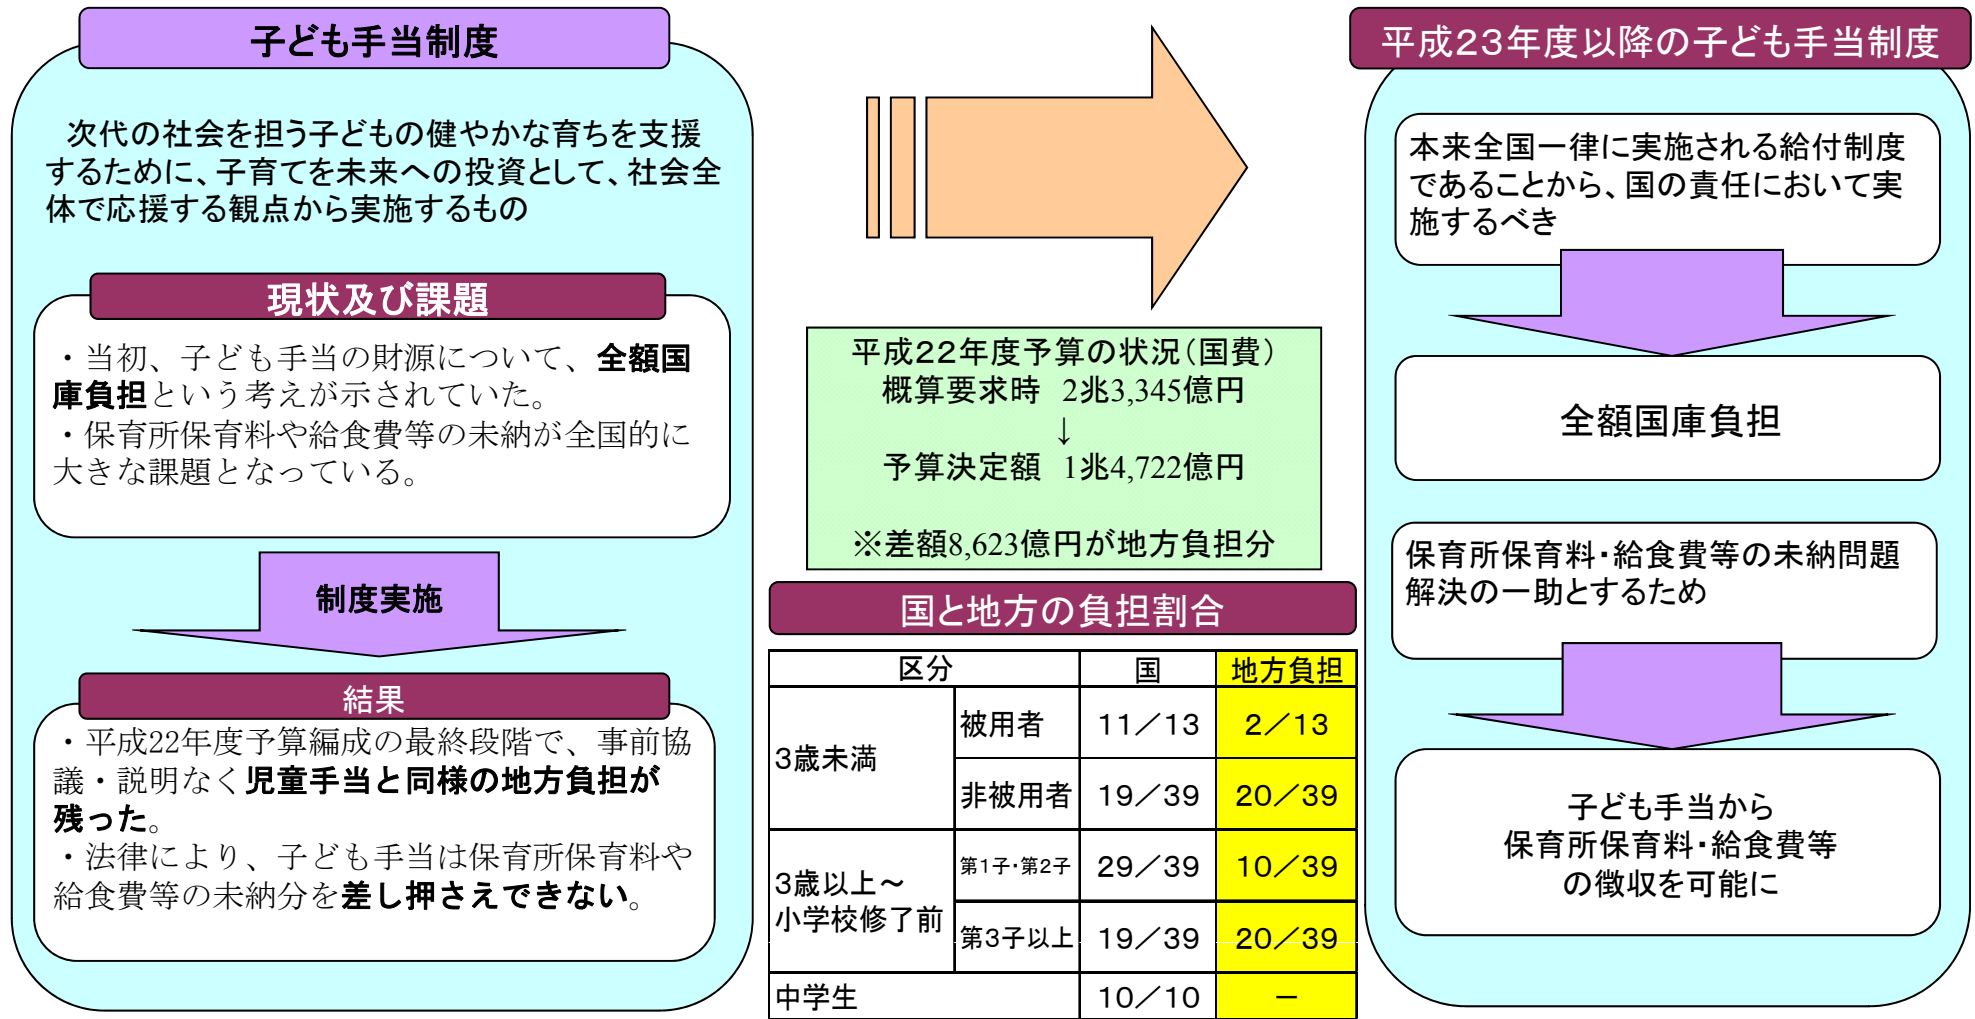 子ども手当制度
次代の社会を担う子どもの健やかな育ちを支援
するために、子育てを未来への投資として、社会全
体で応援する観点から実施するもの
現状及び課題
・当初、子ども手当の財源について、全額国
庫負担という考えが示されていた。
・保育所保育料や給食費等の未納が全国的に
大きな課題となっている。
制度実施
結果
・平成22年度予算編成の最終段階で、事前協
議・説明なく児童手当と同様の地方負担が
残った。
・法律により、子ども手当は保育所保育料や
給食費等の未納分を差し押さえできない。
平成22年度予算の状況(国費)
概算要求時 2兆3,345億円
↓
予算決定額 1兆4,722億円
※差額8,623億円が地方負担分
国と地方の負担割合
区分 国 地方負担
3歳未満 被用者 11/13 2/13
非被用者 19/39 20/39
3歳以上~
小学校修了前 第1子・第2子 29/39 10/39
第3子以上 19/39 20/39
中学生 10/10 -
平成23年度以降の子ども手当制度
本来全国一律に実施される給付制度
であることから、国の責任において実
施するべき
全額国庫負担
保育所保育料・給食費等の未納問題
解決の一助とするため
子ども手当から
保育所保育料・給食費等
の徴収を可能に